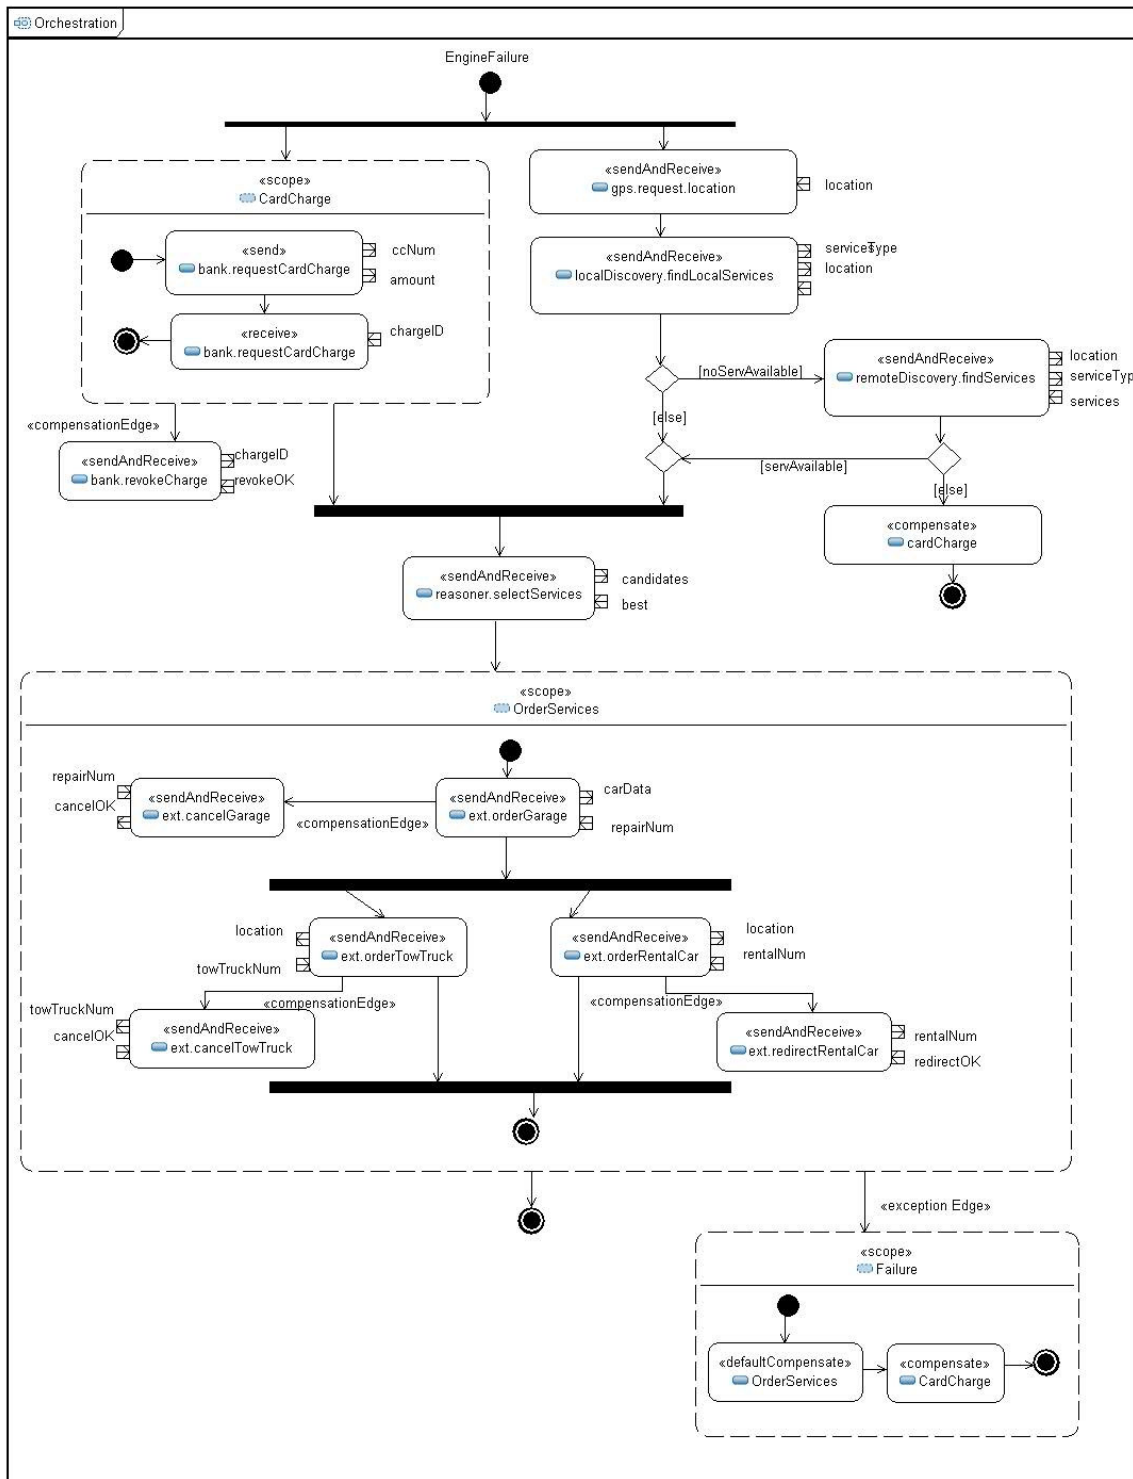 Orchestration
EngineFailure
«scope»
CardCharge
«send»
bank.requestCardCharge
ccNum
amount
«receive»
bank.requestCardCharge
chargeID
«compensationEdge»
«sendAndReceive»
bank.revokeCharge
chargeID
revokeOK
«sendAndReceive»
gps.request.location
location
«sendAndReceive»
localDiscovery.findLocalServices
location
[noServAvailable]
«sendAndReceive»
remoteDiscovery.findServices
location
serviceTyp
services
[else]
[servAvailable]
[else]
«compensate»
cardCharge
«sendAndReceive»
reasoner.selectServices
candidates
best
«scope»
OrderServices
repairNum
cancelOK
«sendAndReceive»
ext.cancelGarage
«compensationEdge»
«sendAndReceive»
ext.orderGarage
carData
repairNum
location
towTruckNum
«sendAndReceive»
ext.orderTowTruck
«sendAndReceive»
ext.orderRentalCar
location
rentalNum
«compensationEdge»
«compensationEdge»
towTruckNum
cancelOK
«sendAndReceive»
ext.cancelTowTruck
«sendAndReceive»
ext.redirectRentalCar
rentalNum
redirectOK
«exception Edge»
«scope»
Failure
«defaultCompensate»
OrderServices
«compensate»
CardCharge